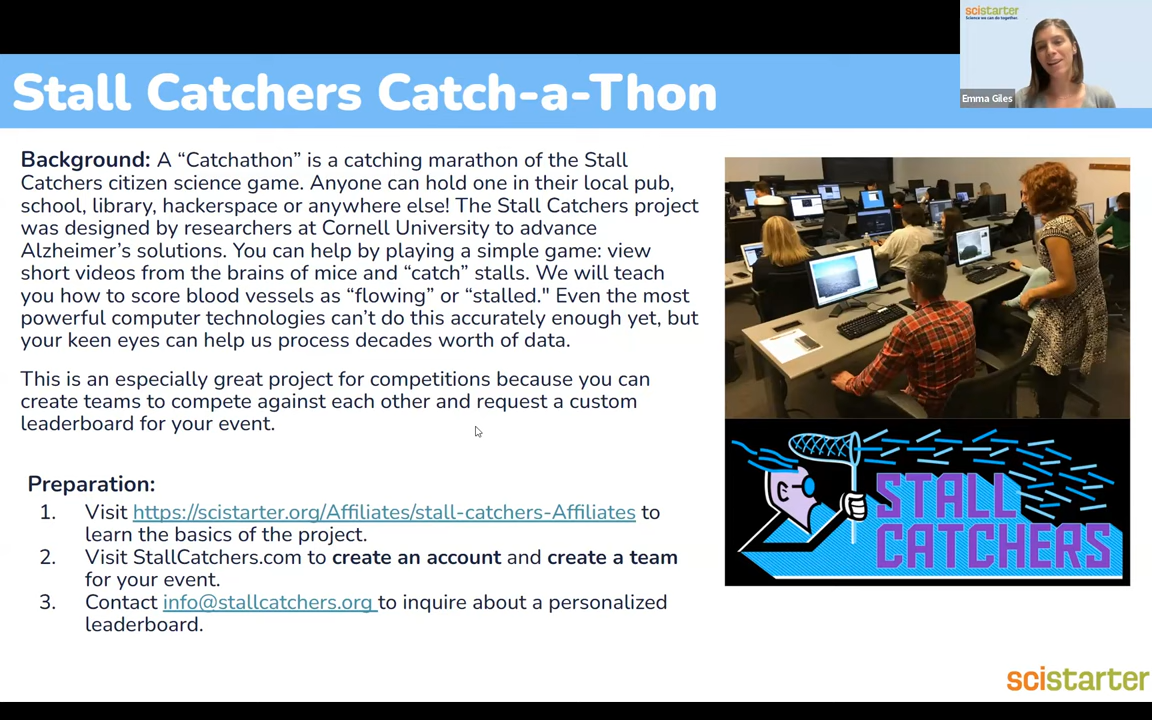 scistarter
Science we can do together.
Emma Giles
Stall Catchers Catch-a-Thon
Background: A “Catchathon” is a catching marathon of the Stall
Catchers citizen science game. Anyone can hold one in their local pub,
school, library, hackerspace or anywhere else! The Stall Catchers project
was designed by researchers at Cornell University to advance
Alzheimer’s solutions. You can help by playing a simple game: view
short videos from the brains of mice and “catch” stalls. We will teach
you how to score blood vessels as “flowing” or “stalled." Even the most
powerful computer technologies can’t do this accurately enough yet, but
your keen eyes can help us process decades worth of data.
This is an especially great project for competitions because you can
create teams to compete against each other and request a custom
leaderboard for your event.
Preparation:
1. Visit https://scistarter.org/Affiliates/stall-catchers-Affiliates to
learn the basics of the project.
2. Visit StallCatchers.com to create an account and create a team
for your event.
3. Contact info@stallcatchers.org to inquire about a personalized
leaderboard.
STALL
CATCHERS
scistarter